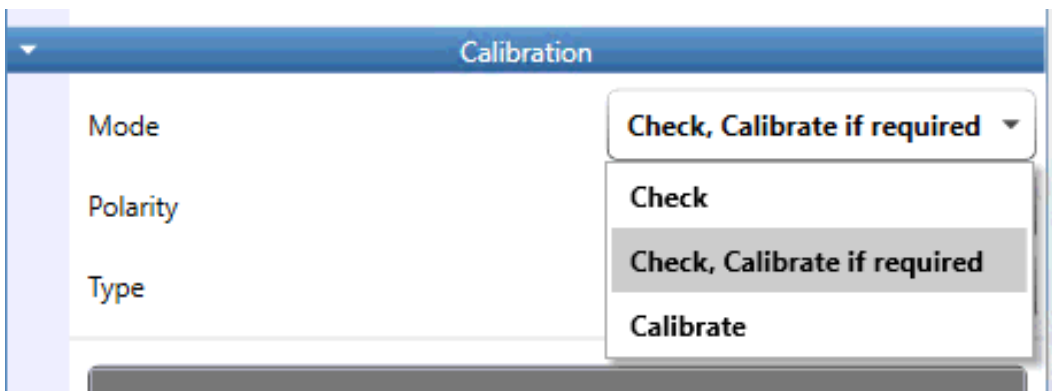 Calibration
Mode
Check, Calibrate if required
Check
Polarity
Check, Calibrate if required
Type
Calibrate